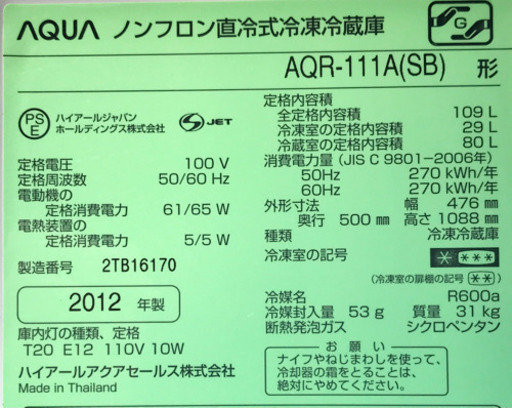 AQUA ノンフロン直冷式冷凍冷蔵庫
G
AQR-111A(SB) 形
PSE ハイアールジャパン
ホールディングス株式会社
S JET
定格電圧 100 V
定格周波数 50/60 Hz
電動機の
定格消費電力 61/65 W
電熱装置の
定格消費電力 5/5 W
製造番号 2TB16170
2012 年製
庫内灯の種類、定格
T20 E12 110V 10W
ハイアールアクアセールス株式会社
Made in Thailand
定格内容積
全定格内容積 109 L
冷凍室の定格内容積 29 L
冷蔵室の定格内容積 80 L
消費電力量 (JIS C 9801−2006年)
50Hz 270 kWh/年
60Hz 270 kWh/年
外形寸法 幅 476 mm
奥行 500 mm 高さ 1088 mm
種類 冷凍冷蔵庫
冷凍室の記号 * ***
(冷凍室の扉棚の記号 **)
冷媒名 R600a
冷媒封入量 53 g 質量 31 kg
断熱発泡ガス シクロペンタン
お願い
ナイフやねじまわしを使って、
冷却器の霜をとることは、
絶対にやめてください。